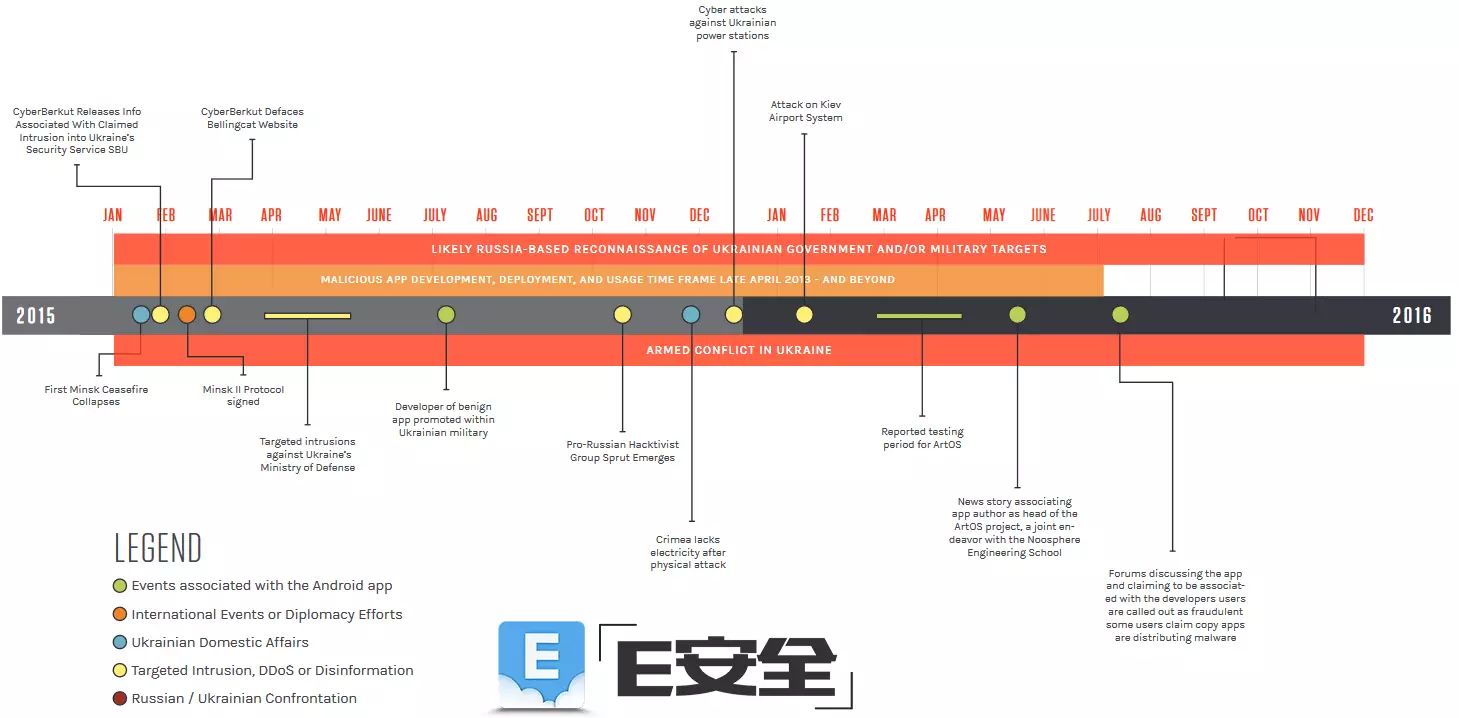 Cyber attacks
against Ukrainian
power stations
CyberBerkut Releases Info
Associated With Claimed
Intrusion into Ukraine's
Security Service SBU
CyberBerkut Defaces
Bellingcat Website
Attack on Kiev
Airport System
JAN FEB MAR APR MAY JUNE JULY AUG SEPT OCT NOV DEC JAN FEB MAR APR MAY JUNE JULY AUG SEPT OCT NOV DEC
LIKELY RUSSIA-BASED RECONNAISSANCE OF UKRAINIAN GOVERNMENT AND/OR MILITARY TARGETS
MALICIOUS APP DEVELOPMENT, DEPLOYMENT, AND USAGE TIME FRAME LATE APRIL 2013 - AND BEYOND
2015
2016
ARMED CONFLICT IN UKRAINE
First Minsk Ceasefire
Collapses
Minsk II Protocol
signed
Targeted intrusions
against Ukraine's
Ministry of Defense
Developer of benign
app promoted within
Ukrainian military
Pro-Russian Hacktivist
Group Sprut Emerges
Crimea lacks
electricity after
physical attack
Reported testing
period for ArtOS
News story associating
app author as head of the
ArtOS project, a joint en-
deavor with the Noosphere
Engineering School
Forums discussing the app
and claiming to be associat-
ed with the developers users
are called out as fraudulent
some users claim copy apps
are distributing malware
LEGEND
Events associated with the Android app
International Events or Diplomacy Efforts
Ukrainian Domestic Affairs
Targeted Intrusion, DDoS or Disinformation
Russian / Ukrainian Confrontation
E
E安全